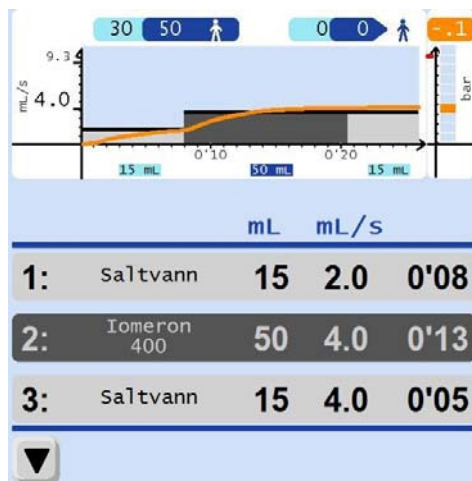 30 50 0 0 -.1
9.3
mL/s
4.0
bar
0'10 0'20
15 mL 50 mL 15 mL
mL mL/s
1: Saltvann 15 2.0 0'08
2: Iomeron 400 50 4.0 0'13
3: Saltvann 15 4.0 0'05